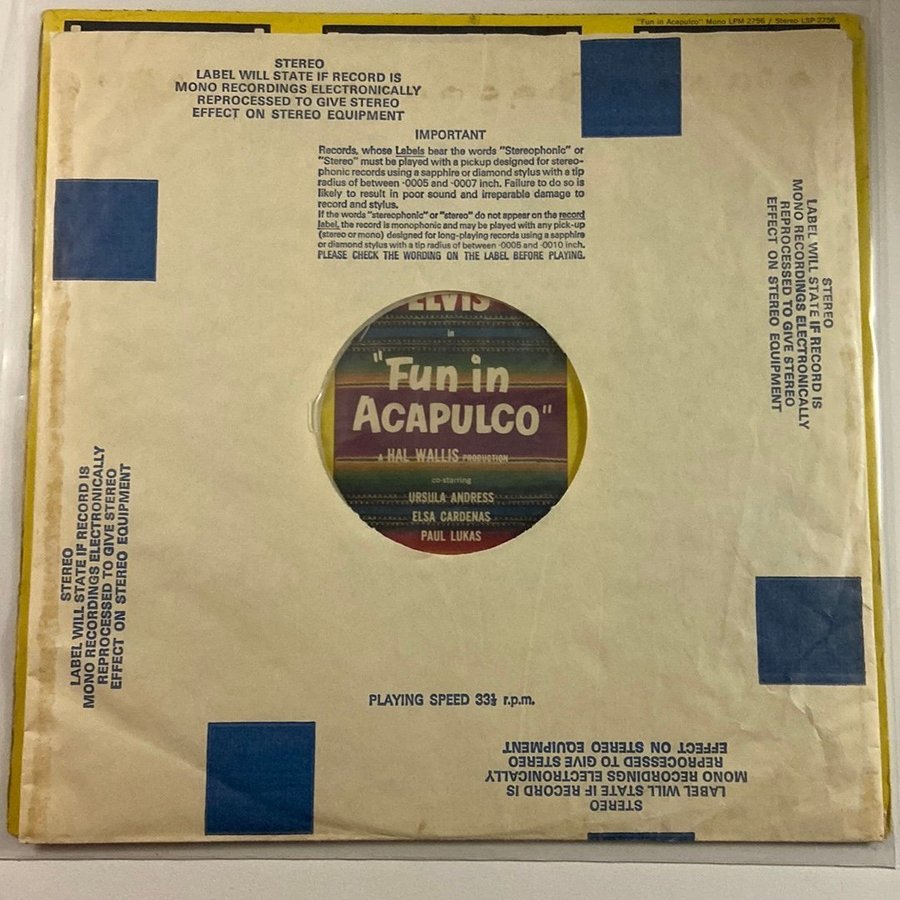 "Fun in Acapulco" Mono LPM 2756 / Stereo LSP-2756
STEREO
LABEL WILL STATE IF RECORD IS
MONO RECORDINGS ELECTRONICALLY
REPROCESSED TO GIVE STEREO
EFFECT ON STEREO EQUIPMENT
IMPORTANT
Records, whose Labels bear the words "Stereophonic" or
"Stereo" must be played with a pickup designed for stereo-
phonic records using a sapphire or diamond stylus with a tip
radius of between ·0005 and ·0007 inch. Failure to do so is
likely to result in poor sound and irreparable damage to
record and stylus.
If the words "stereophonic" or "stereo" do not appear on the record
label, the record is monophonic and may be played with any pick-up
(stereo or mono) designed for long-playing records using a sapphire
or diamond stylus with a tip radius of between ·0005 and ·0010 inch.
PLEASE CHECK THE WORDING ON THE LABEL BEFORE PLAYING.
STEREO
LABEL WILL STATE IF RECORD IS
MONO RECORDINGS ELECTRONICALLY
REPROCESSED TO GIVE STEREO
EFFECT ON STEREO EQUIPMENT
ELVIS
in
"Fun in
ACAPULCO"
A HAL WALLIS PRODUCTION
co-starring
URSULA ANDRESS
ELSA CARDENAS
PAUL LUKAS
STEREO
LABEL WILL STATE IF RECORD IS
MONO RECORDINGS ELECTRONICALLY
REPROCESSED TO GIVE STEREO
EFFECT ON STEREO EQUIPMENT
PLAYING SPEED 33⅓ r.p.m.
STEREO
LABEL WILL STATE IF RECORD IS
MONO RECORDINGS ELECTRONICALLY
REPROCESSED TO GIVE STEREO
EFFECT ON STEREO EQUIPMENT